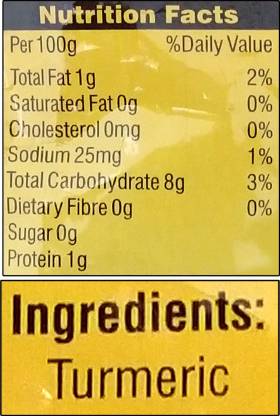 Nutrition Facts
Per 100g %Daily Value
Total Fat 1g 2%
Saturated Fat 0g 0%
Cholesterol 0mg 0%
Sodium 25mg 1%
Total Carbohydrate 8g 3%
Dietary Fibre 0g 0%
Sugar 0g
Protein 1g
Ingredients:
Turmeric